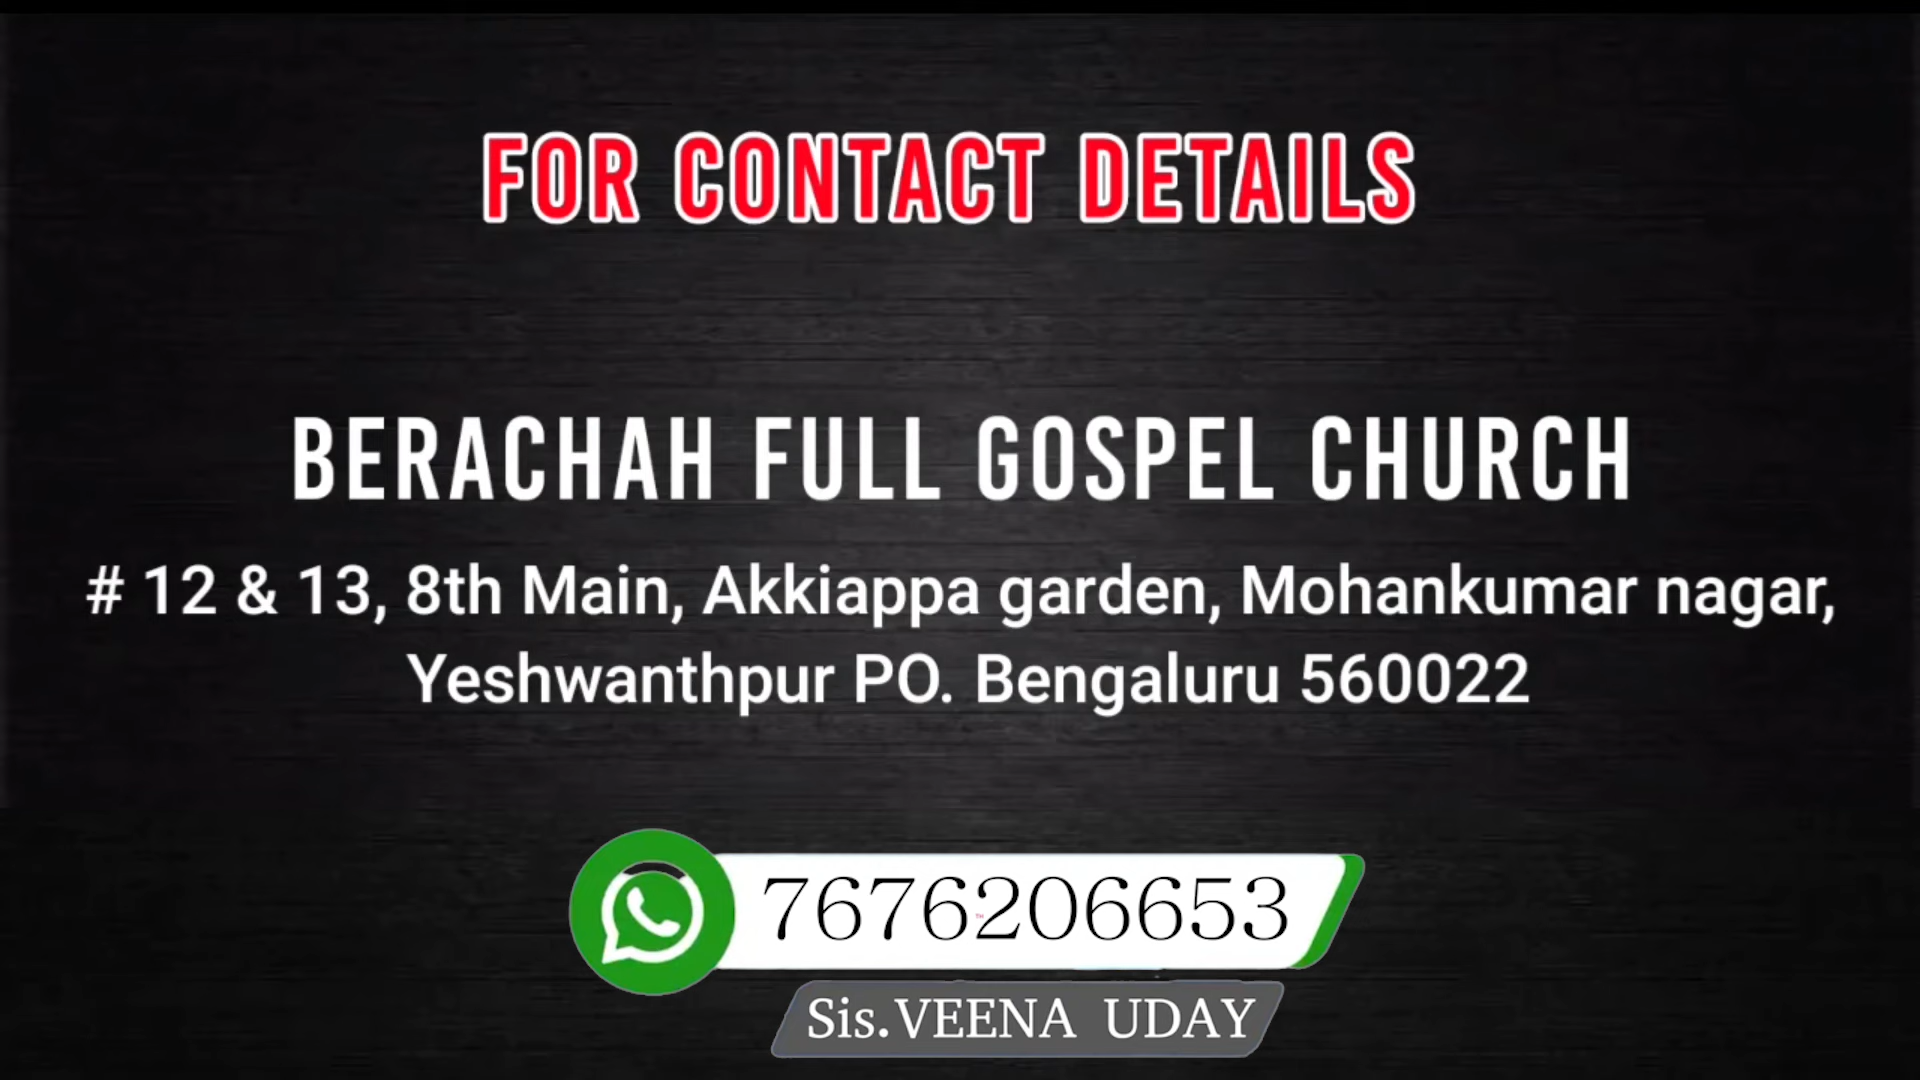 FOR CONTACT DETAILS
BERACHAH FULL GOSPEL CHURCH
# 12 & 13, 8th Main, Akkiappa garden, Mohankumar nagar,
Yeshwanthpur PO. Bengaluru 560022
7676206653
Sis.VEENA UDAY